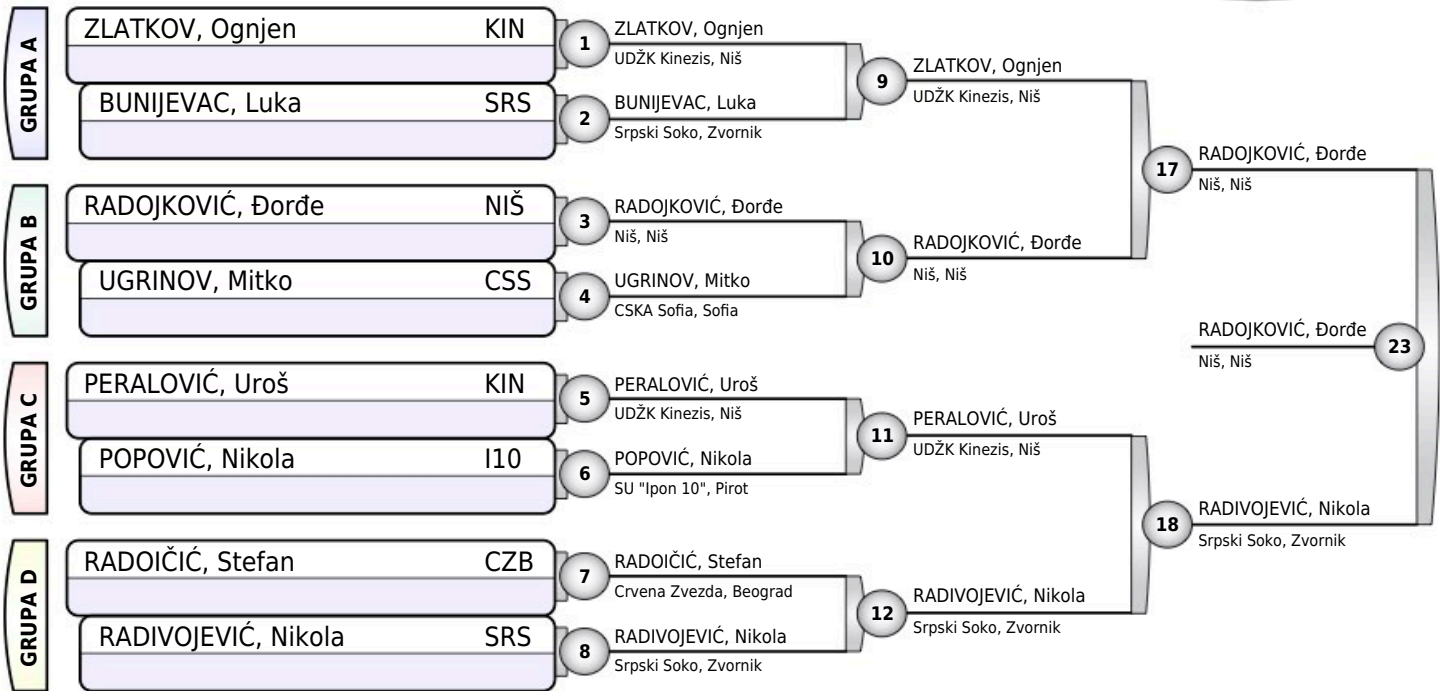 GRUPA A
ZLATKOV, Ognjen KIN
BUNIJEVAC, Luka SRS
GRUPA B
RADOJKOVIĆ, Đorđe NIŠ
UGRINOV, Mitko CSS
GRUPA C
PERALOVIĆ, Uroš KIN
POPOVIĆ, Nikola I10
GRUPA D
RADOIČIĆ, Stefan CZB
RADIVOJEVIĆ, Nikola SRS
1
ZLATKOV, Ognjen
UDŽK Kinezis, Niš
2
BUNIJEVAC, Luka
Srpski Soko, Zvornik
3
RADOJKOVIĆ, Đorđe
Niš, Niš
4
UGRINOV, Mitko
CSKA Sofia, Sofia
5
PERALOVIĆ, Uroš
UDŽK Kinezis, Niš
6
POPOVIĆ, Nikola
SU "Ipon 10", Pirot
7
RADOIČIĆ, Stefan
Crvena Zvezda, Beograd
8
RADIVOJEVIĆ, Nikola
Srpski Soko, Zvornik
9
ZLATKOV, Ognjen
UDŽK Kinezis, Niš
10
RADOJKOVIĆ, Đorđe
Niš, Niš
11
PERALOVIĆ, Uroš
UDŽK Kinezis, Niš
12
RADIVOJEVIĆ, Nikola
Srpski Soko, Zvornik
17
RADOJKOVIĆ, Đorđe
Niš, Niš
18
RADIVOJEVIĆ, Nikola
Srpski Soko, Zvornik
RADOJKOVIĆ, Đorđe
Niš, Niš
23